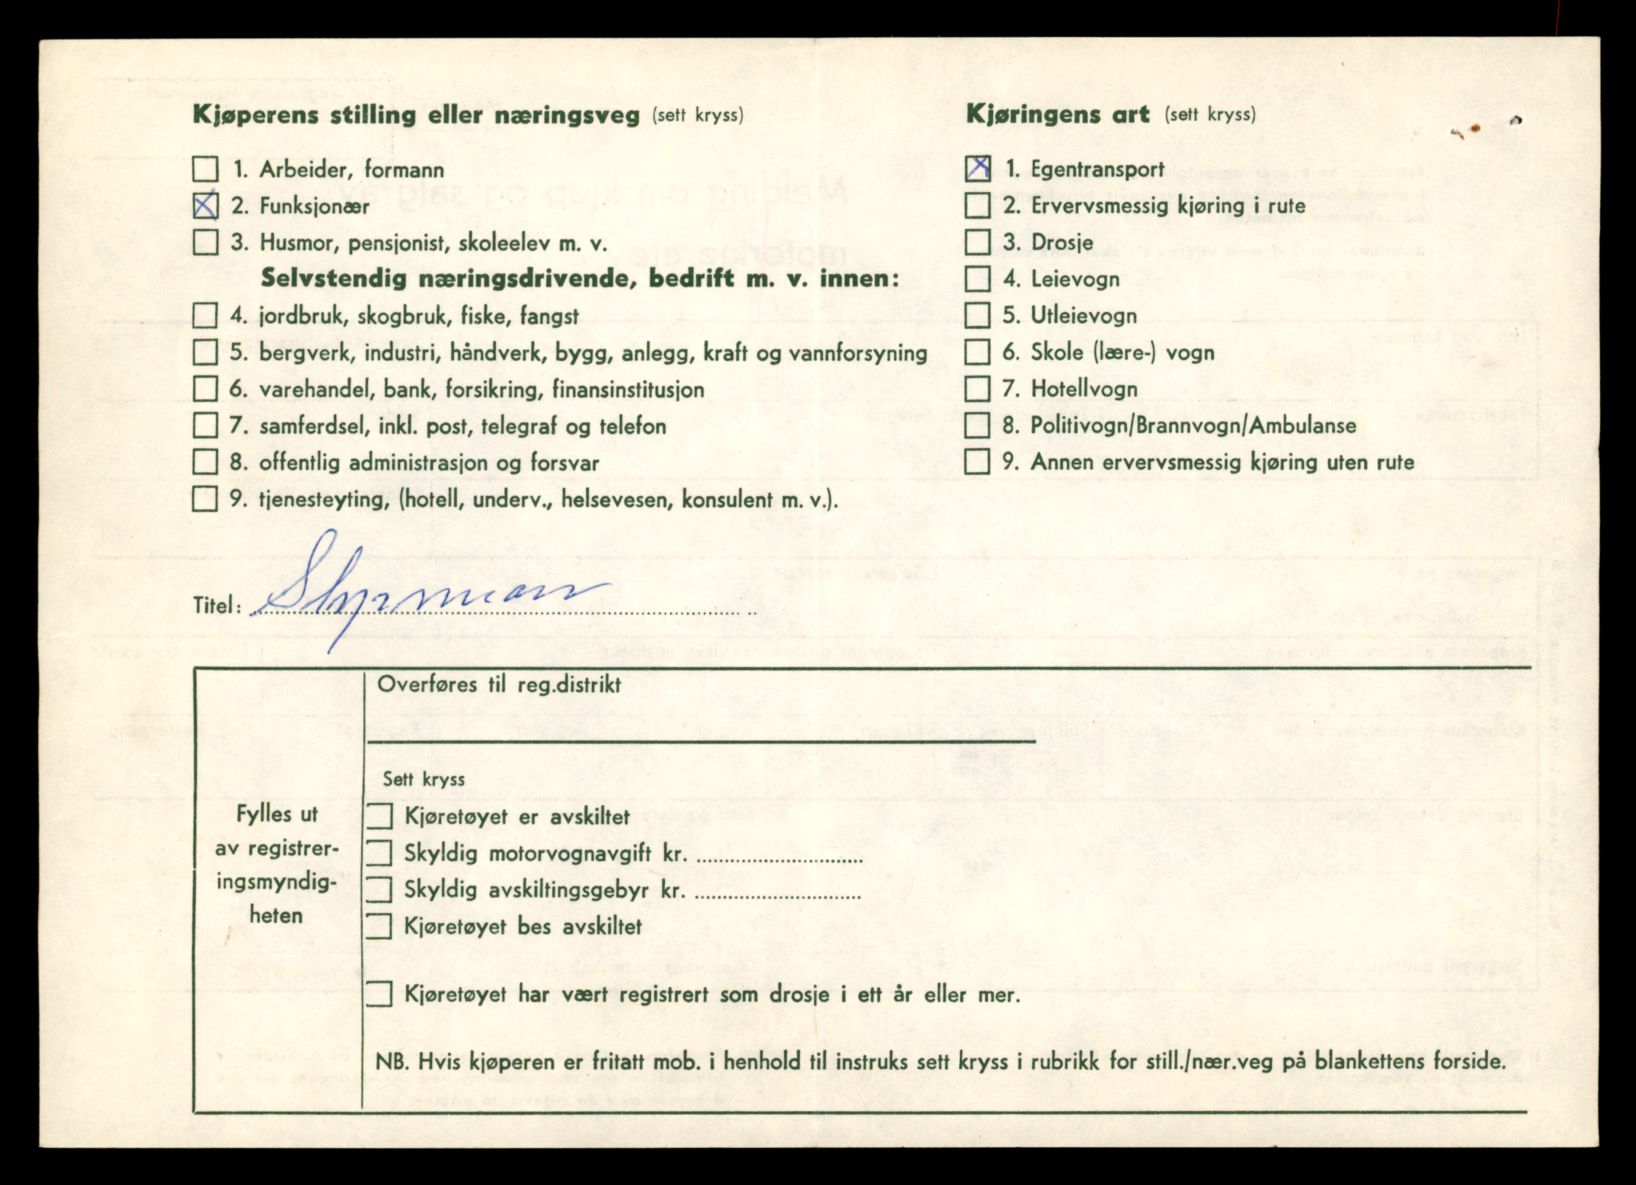 Kjøperens stilling eller næringsveg (sett kryss)
1. Arbeider, formann
2. Funksjonær
3. Husmor, pensjonist, skoleelev m. v.
Selvstendig næringsdrivende, bedrift m. v. innen:
4. jordbruk, skogbruk, fiske, fangst
5. bergverk, industri, håndverk, bygg, anlegg, kraft og vannforsyning
6. varehandel, bank, forsikring, finansinstitusjon
7. samferdsel, inkl. post, telegraf og telefon
8. offentlig administrasjon og forsvar
9. tjenesteyting, (hotell, underv., helsevesen, konsulent m. v.).
Kjøringens art (sett kryss)
1. Egentransport
2. Ervervsmessig kjøring i rute
3. Drosje
4. Leievogn
5. Utleievogn
6. Skole (lære-) vogn
7. Hotellvogn
8. Politivogn/Brannvogn/Ambulanse
9. Annen ervervsmessig kjøring uten rute
Titel: Styrmann
Fylles ut
av registrer-
ingsmyndig-
heten
Overføres til reg.distrikt
Sett kryss
Kjøretøyet er avskiltet
Skyldig motorvognavgift kr.
Skyldig avskiltingsgebyr kr.
Kjøretøyet bes avskiltet
Kjøretøyet har vært registrert som drosje i ett år eller mer.
NB. Hvis kjøperen er fritatt mob. i henhold til instruks sett kryss i rubrikk for still./nær.veg på blankettens forside.